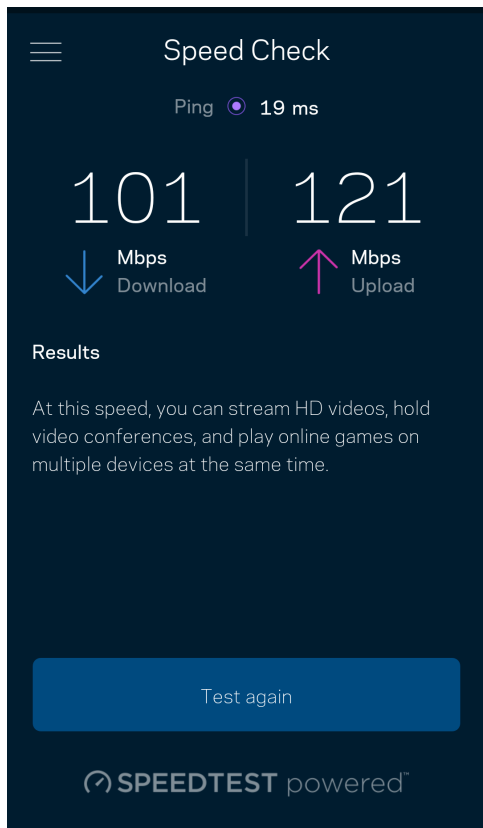 Speed Check
Ping 19 ms
101 121
Mbps Mbps
Download Upload
Results
At this speed, you can stream HD videos, hold
video conferences, and play online games on
multiple devices at the same time.
Test again
SPEEDTEST powered™